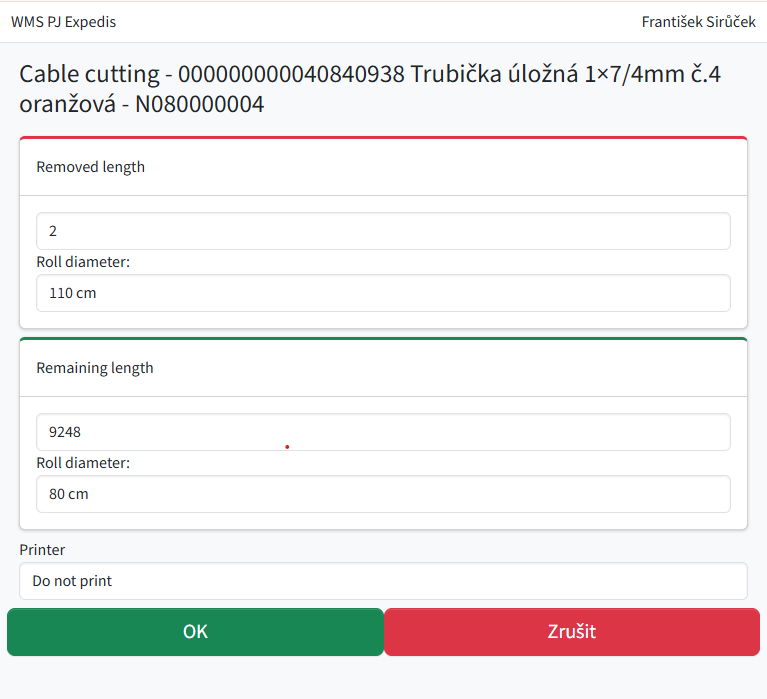 WMS PJ Expedis
František Sirůček
Cable cutting - 000000000040840938 Trubička úložná 1×7/4mm č.4
oranžová - N080000004
Removed length
2
Roll diameter:
110 cm
Remaining length
9248
Roll diameter:
80 cm
Printer
Do not print
OK
Zrušit